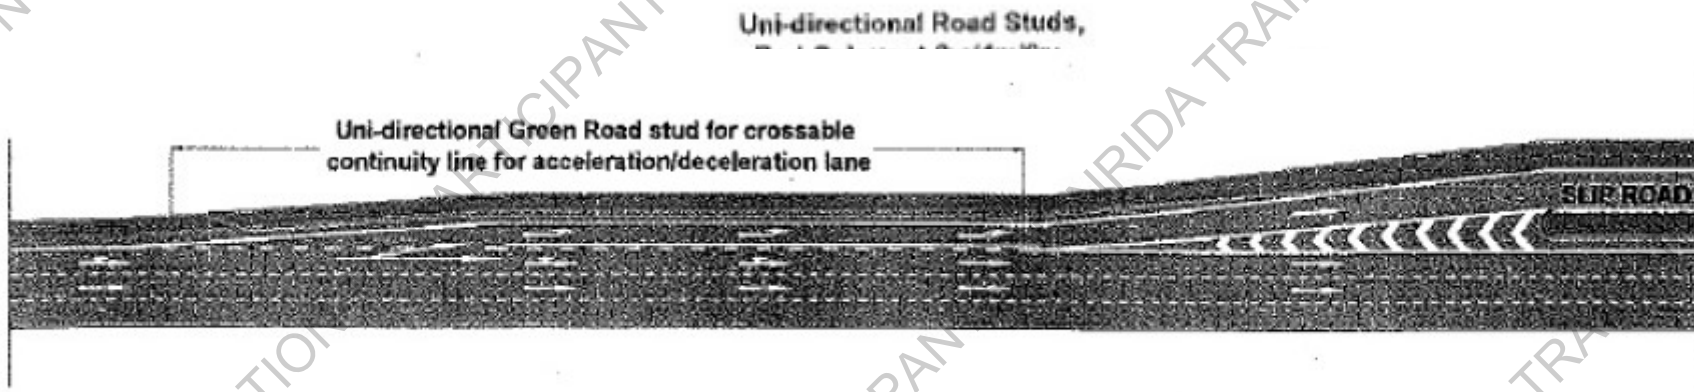 Uni-directional Road Studs,
Uni-directional Green Road stud for crossable
continuity line for acceleration/deceleration lane
SLIP ROAD